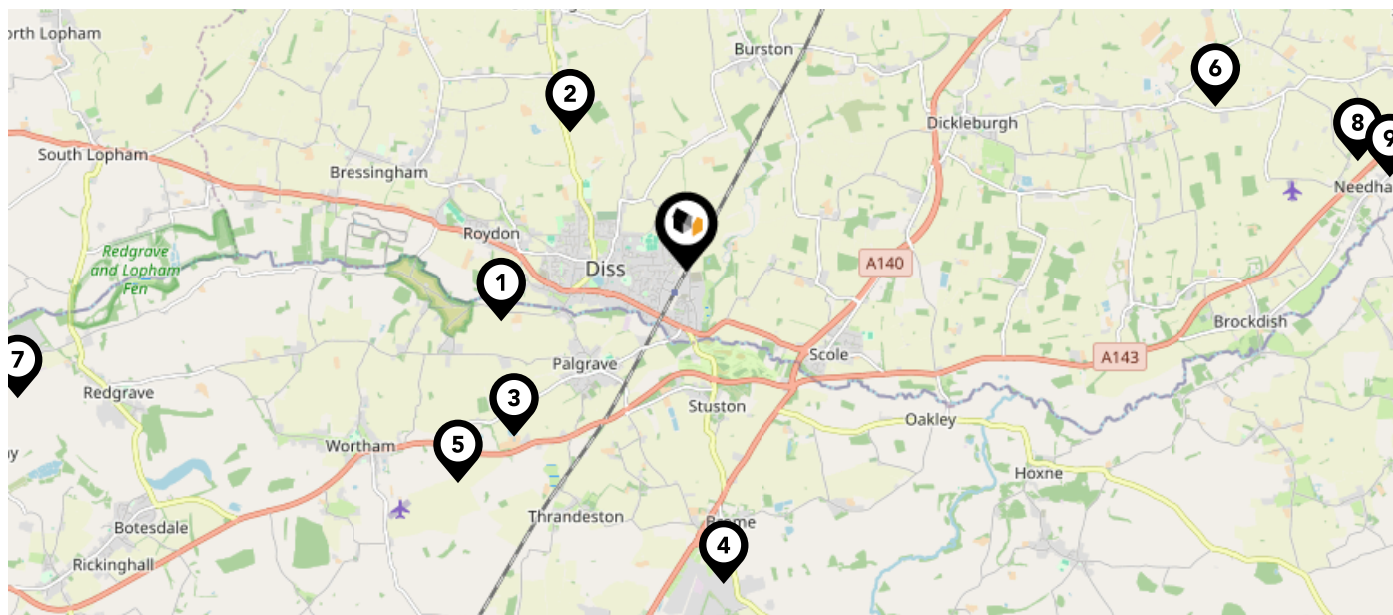 orth Lopham
Burston
6
2
8
9
Dickleburgh
South Lopham
Bressingham
Needha
Roydon
Redgrave
and Lopham
Fen
Diss
A140
1
Brockdish
7
Palgrave
Scole
A143
Redgrave
3
Stuston
Oakley
5
Wortham
Hoxne
Botesdale
Thrandeston
4
Rickinghall